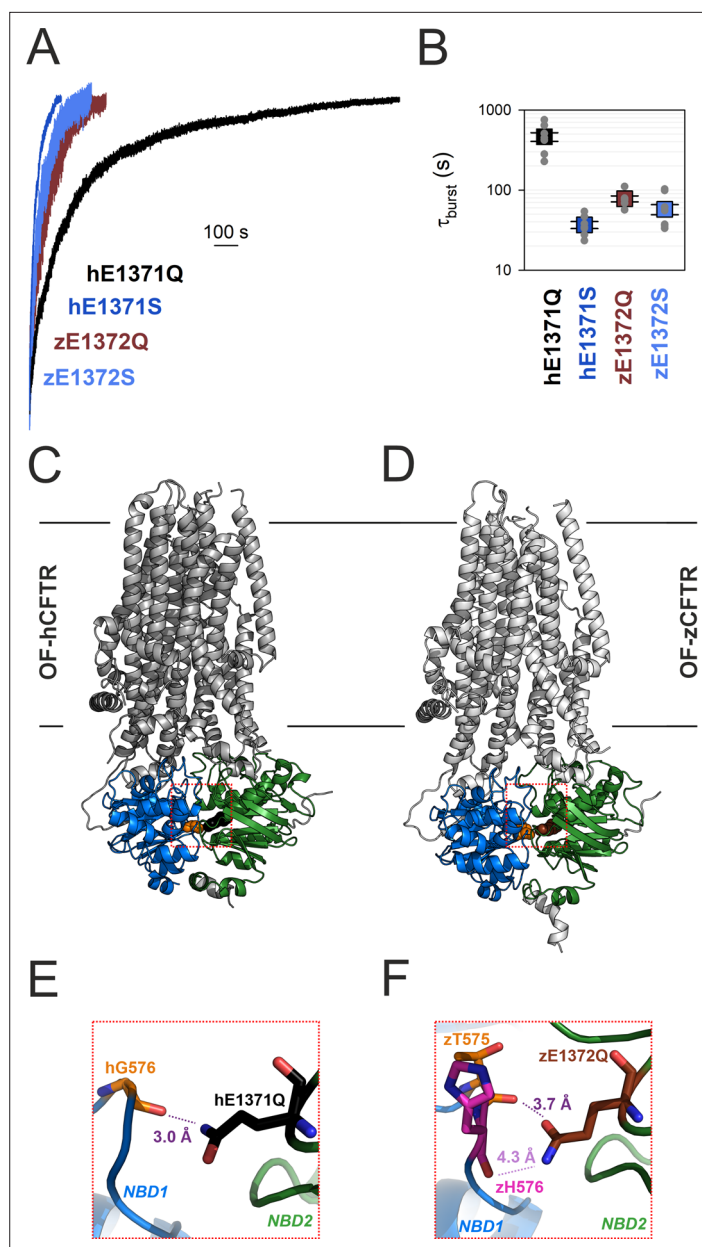 A
B
100 s
hE1371Q
hE1371S
zE1372Q
zE1372S
1000
100
10
τburst (s)
hE1371Q
hE1371S
zE1372Q
zE1372S
C
D
OF-hCFTR
OF-zCFTR
E
F
hG576
hE1371Q
3.0 Å
NBD1
NBD2
zT575
zE1372Q
3.7 Å
4.3 Å
zH576
NBD1
NBD2